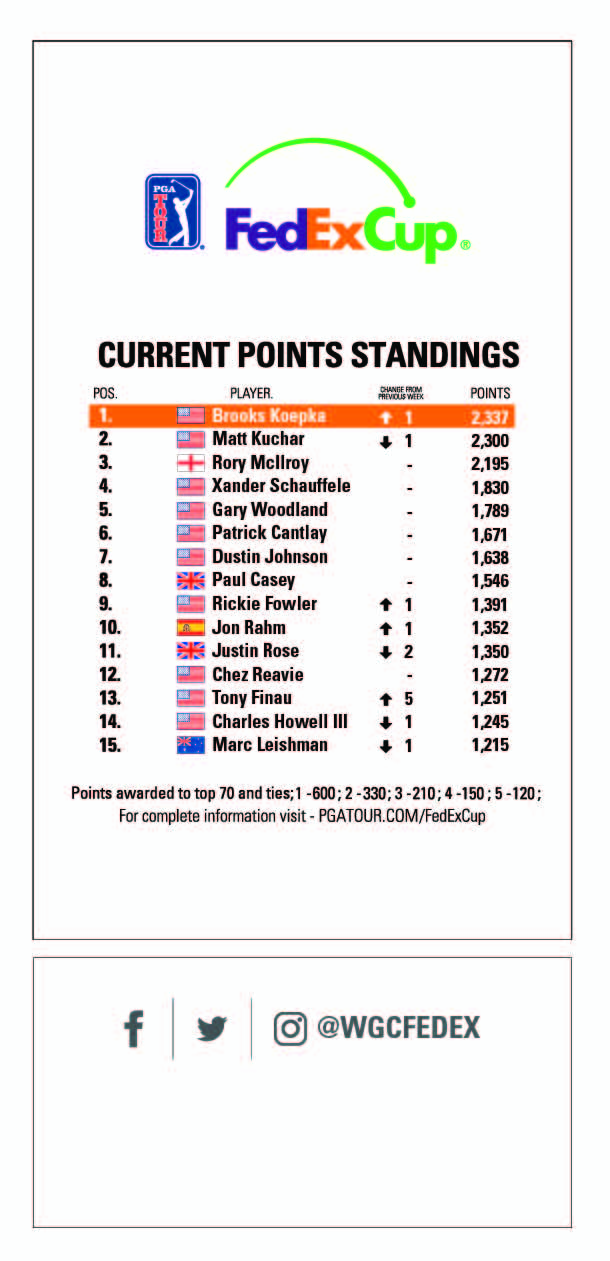 PGA
TOUR
FedExCup®
CURRENT POINTS STANDINGS
POS. PLAYER. CHANGE FROM PREVIOUS WEEK POINTS
1. Brooks Koepka 1 2,337
2. Matt Kuchar 1 2,300
3. Rory McIlroy - 2,195
4. Xander Schauffele - 1,830
5. Gary Woodland - 1,789
6. Patrick Cantlay - 1,671
7. Dustin Johnson - 1,638
8. Paul Casey - 1,546
9. Rickie Fowler 1 1,391
10. Jon Rahm 1 1,352
11. Justin Rose 2 1,350
12. Chez Reavie - 1,272
13. Tony Finau 5 1,251
14. Charles Howell III 1 1,245
15. Marc Leishman 1 1,215
Points awarded to top 70 and ties;1 -600 ; 2 -330 ; 3 -210 ; 4 -150 ; 5 -120 ;
For complete information visit - PGATOUR.COM/FedExCup
@WGCFEDEX